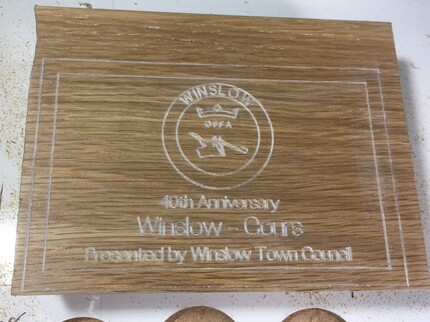 WINSLOW
OFFA
40th Anniversary
Winslow - Cours
Presented by Winslow Town Council